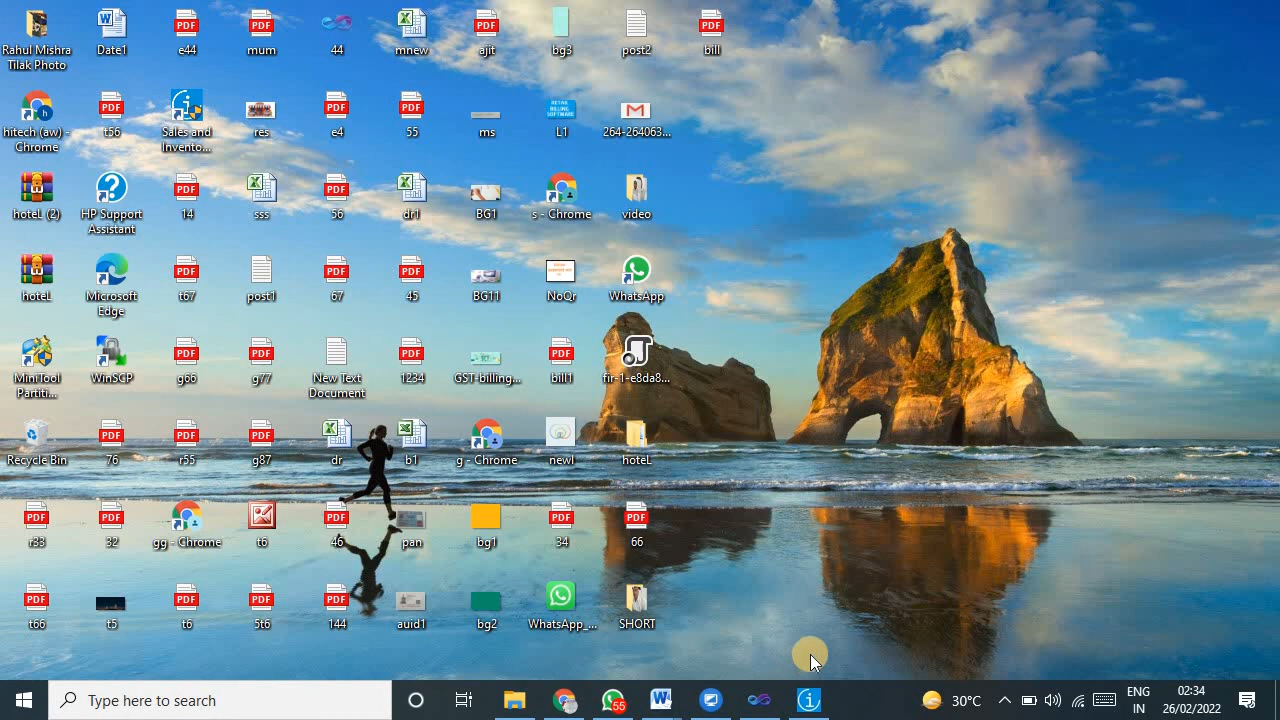 Rahul Mishra Tilak Photo
Date1
e44
mum
44
mnew
ajit
bg3
post2
bill
hitech (aw) - Chrome
t56
Sales and Invento...
res
e4
55
ms
L1
264-264063...
hoteL (2)
HP Support Assistant
14
sss
56
dr1
BG1
s - Chrome
video
hoteL
Microsoft Edge
t67
post1
67
45
BG11
NoQr
WhatsApp
MiniTool Partiti...
WinSCP
g66
g77
New Text Document
1234
GST-billing...
bill1
fir-1-e8da8...
Recycle Bin
76
r55
g87
dr
b1
g - Chrome
newl
hoteL
r33
32
gg - Chrome
t6
46
pan
bg1
34
66
t66
t5
t6
5t6
144
auid1
bg2
WhatsApp_...
SHORT
Type here to search
55
30°C
ENG
IN
02:34
26/02/2022